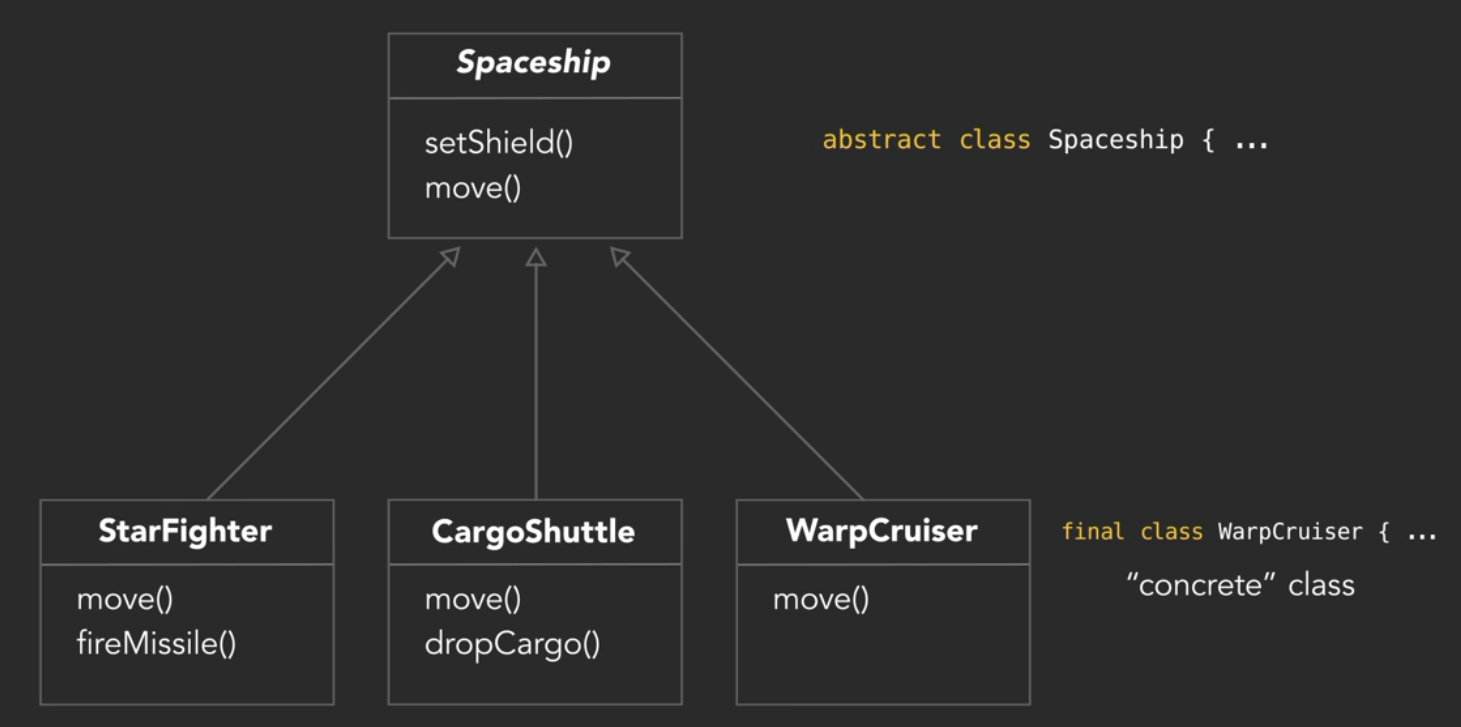 Spaceship
setShield()
move()
abstract class Spaceship { ...
StarFighter
move()
fireMissile()
CargoShuttle
move()
dropCargo()
WarpCruiser
move()
final class WarpCruiser { ...
"concrete" class